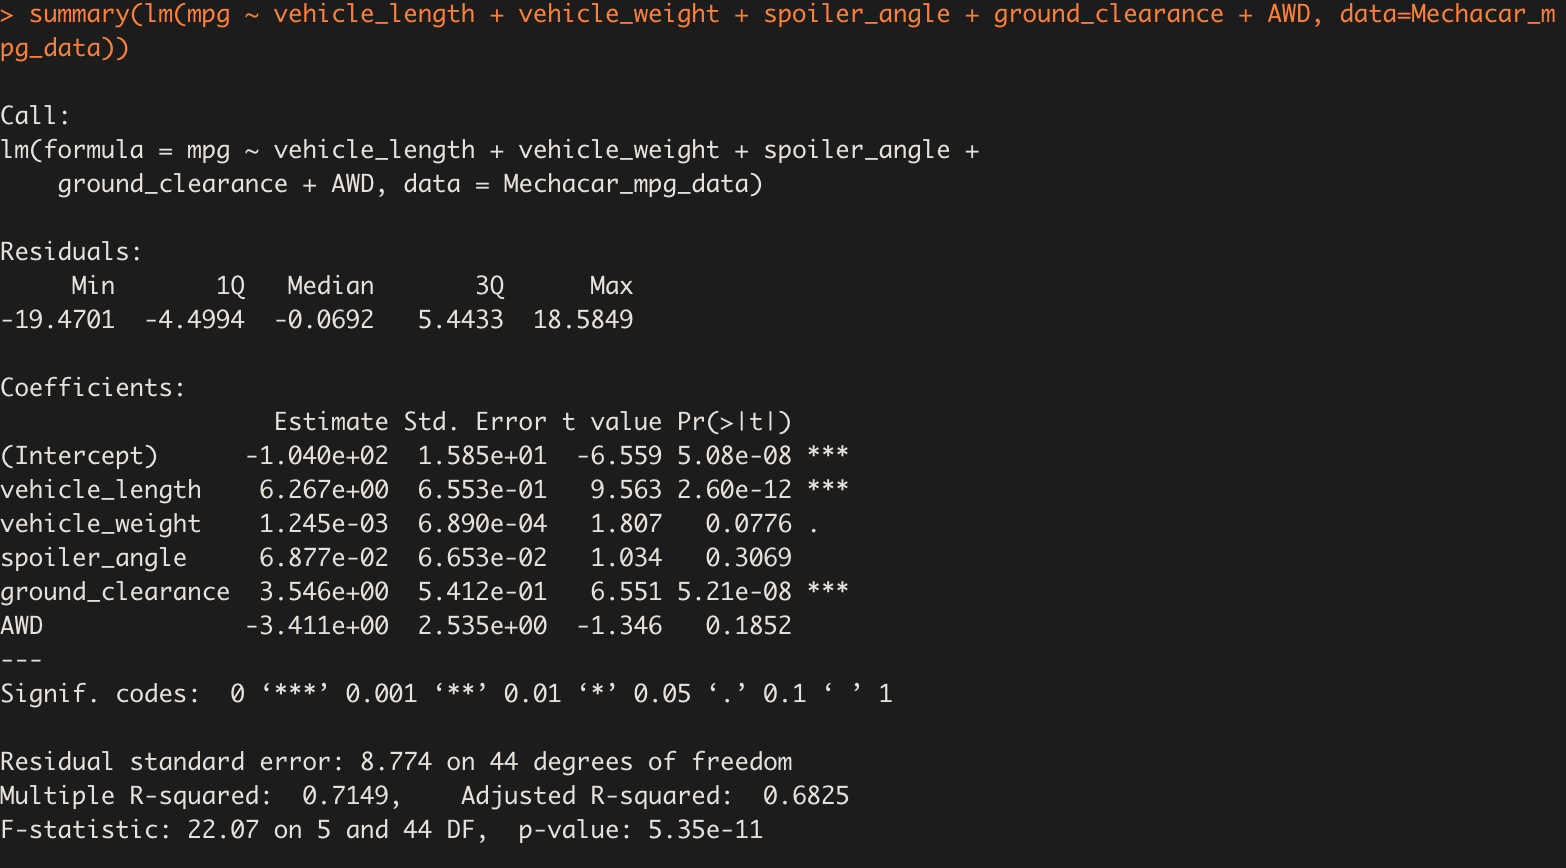 > summary(lm(mpg ~ vehicle_length + vehicle_weight + spoiler_angle + ground_clearance + AWD, data=Mechacar_m
pg_data))
Call:
lm(formula = mpg ~ vehicle_length + vehicle_weight + spoiler_angle +
    ground_clearance + AWD, data = Mechacar_mpg_data)
Residuals:
     Min       1Q   Median       3Q      Max
-19.4701  -4.4994  -0.0692   5.4433  18.5849
Coefficients:
                   Estimate Std. Error t value Pr(>|t|)
(Intercept)      -1.040e+02  1.585e+01  -6.559 5.08e-08 ***
vehicle_length    6.267e+00  6.553e-01   9.563 2.60e-12 ***
vehicle_weight    1.245e-03  6.890e-04   1.807   0.0776 .
spoiler_angle     6.877e-02  6.653e-02   1.034   0.3069
ground_clearance  3.546e+00  5.412e-01   6.551 5.21e-08 ***
AWD              -3.411e+00  2.535e+00  -1.346   0.1852
---
Signif. codes:  0 ‘***’ 0.001 ‘**’ 0.01 ‘*’ 0.05 ‘.’ 0.1 ‘ ’ 1
Residual standard error: 8.774 on 44 degrees of freedom
Multiple R-squared:  0.7149,    Adjusted R-squared:  0.6825
F-statistic: 22.07 on 5 and 44 DF,  p-value: 5.35e-11